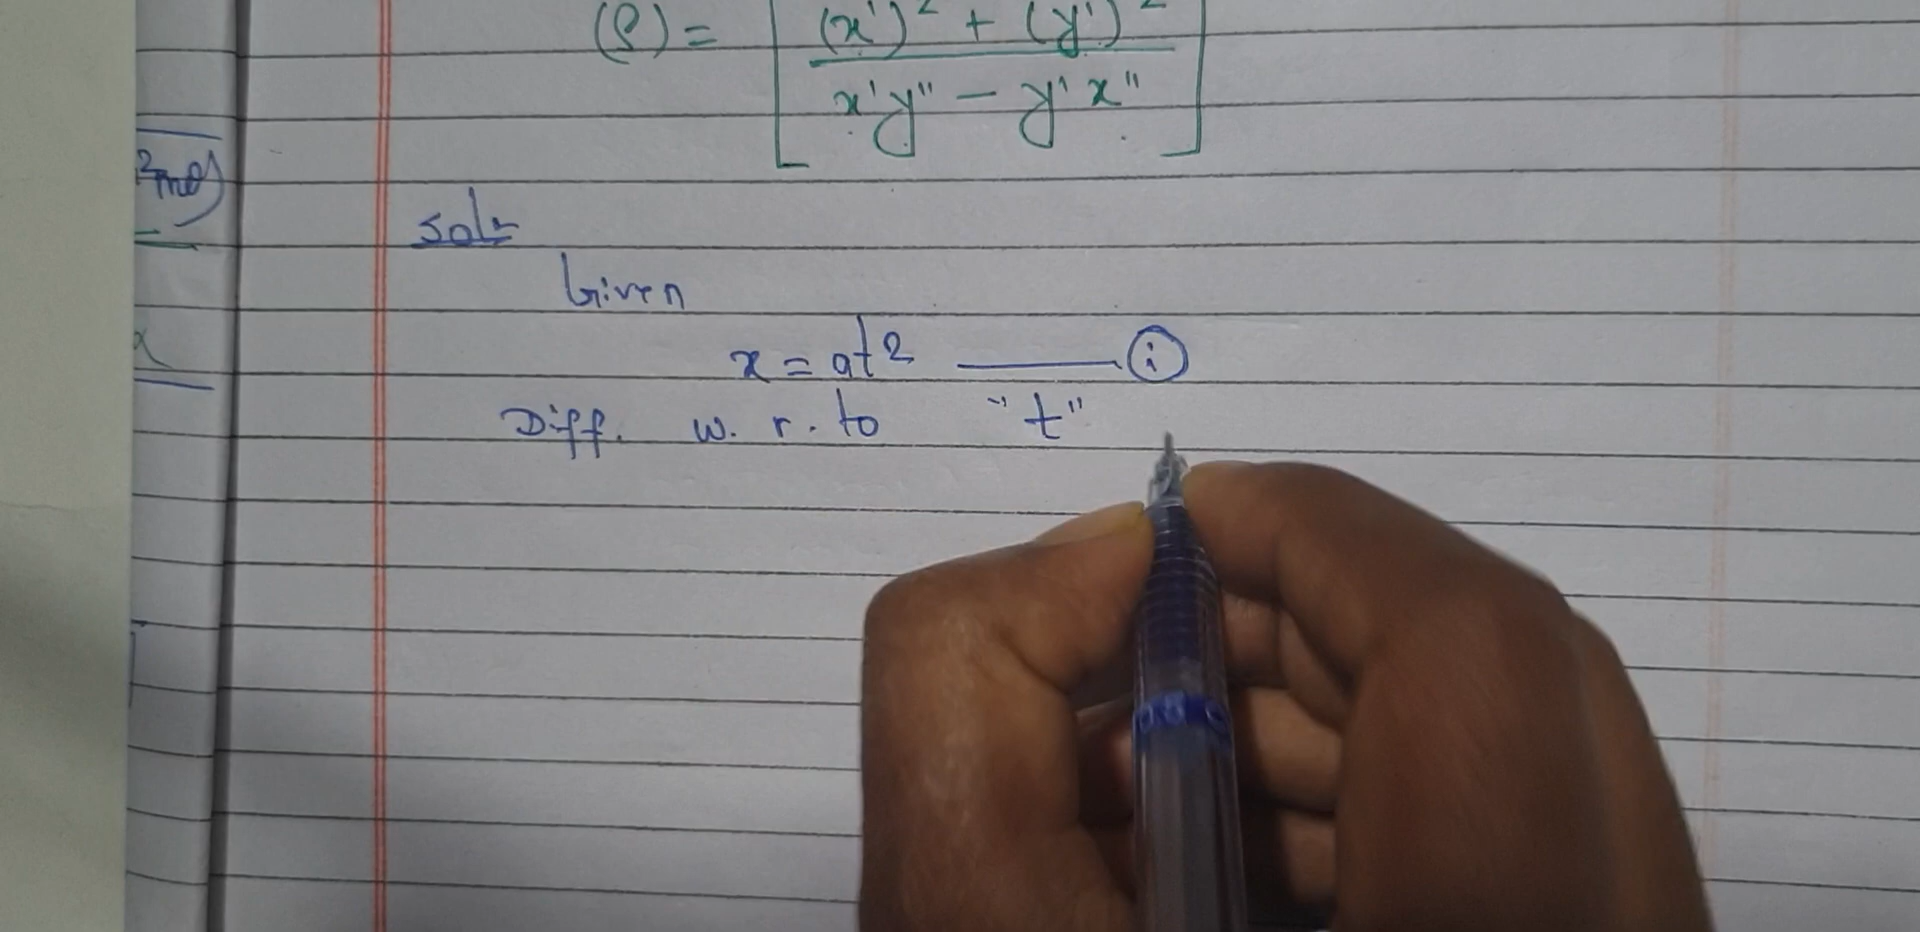 (ρ) = [ (x')² + (y')² / x'y" - y'x" ]
Soln
Given
x = at² —— (i)
Diff. w. r. to "t"